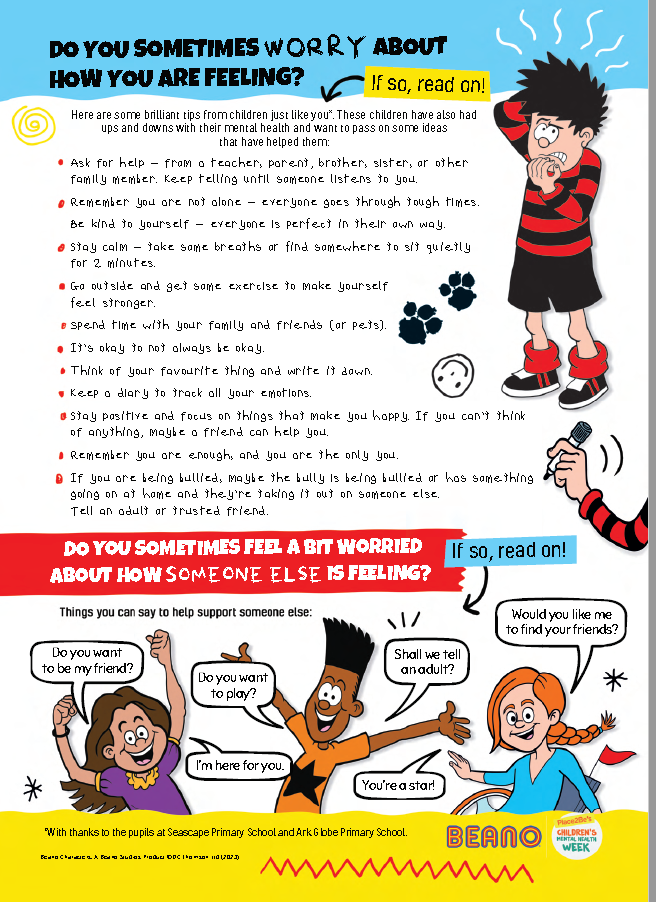 DO YOU SOMETIMES WORRY ABOUT
HOW YOU ARE FEELING?
If so, read on!
Here are some brilliant tips from children just like you*. These children have also had
ups and downs with their mental health and want to pass on some ideas
that have helped them:
Ask for help – from a teacher, parent, brother, sister, or other
family member. Keep telling until someone listens to you.
Remember you are not alone – everyone goes through tough times.
Be kind to yourself – everyone is perfect in their own way.
Stay calm – take some breaths or find somewhere to sit quietly
for 2 minutes.
Go outside and get some exercise to make yourself
feel stronger.
Spend time with your family and friends (or pets).
It's okay to not always be okay.
Think of your favourite thing and write it down.
Keep a diary to track all your emotions.
Stay positive and focus on things that make you happy. If you can't think
of anything, maybe a friend can help you.
Remember you are enough, and you are the only you.
If you are being bullied, maybe the bully is being bullied or has something
going on at home and they're taking it out on someone else.
Tell an adult or trusted friend.
DO YOU SOMETIMES FEEL A BIT WORRIED
ABOUT HOW SOMEONE ELSE IS FEELING?
If so, read on!
Things you can say to help support someone else:
Do you want
to be my friend?
Do you want
to play?
I'm here for you.
Shall we tell
an adult?
You're a star!
Would you like me
to find your friends?
*With thanks to the pupils at Seascape Primary School and Ark Globe Primary School.
Beano Characters: A Beano Studios Product © DC Thomson Ltd (2023)
BEANO
Place2Be's
CHILDREN'S
MENTAL HEALTH
WEEK